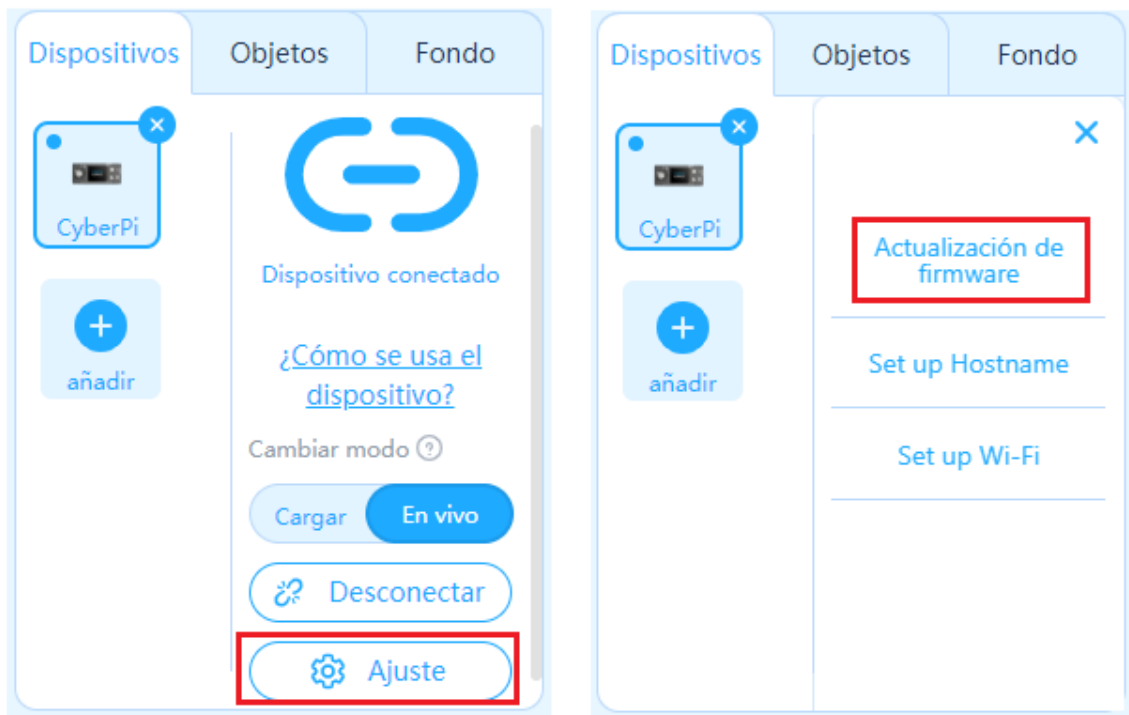 Dispositivos
Objetos
Fondo
CyberPi
añadir
Dispositivo conectado
¿Cómo se usa el
dispositivo?
Cambiar modo ?
Cargar
En vivo
Desconectar
Ajuste
Dispositivos
Objetos
Fondo
CyberPi
añadir
Actualización de
firmware
Set up Hostname
Set up Wi-Fi